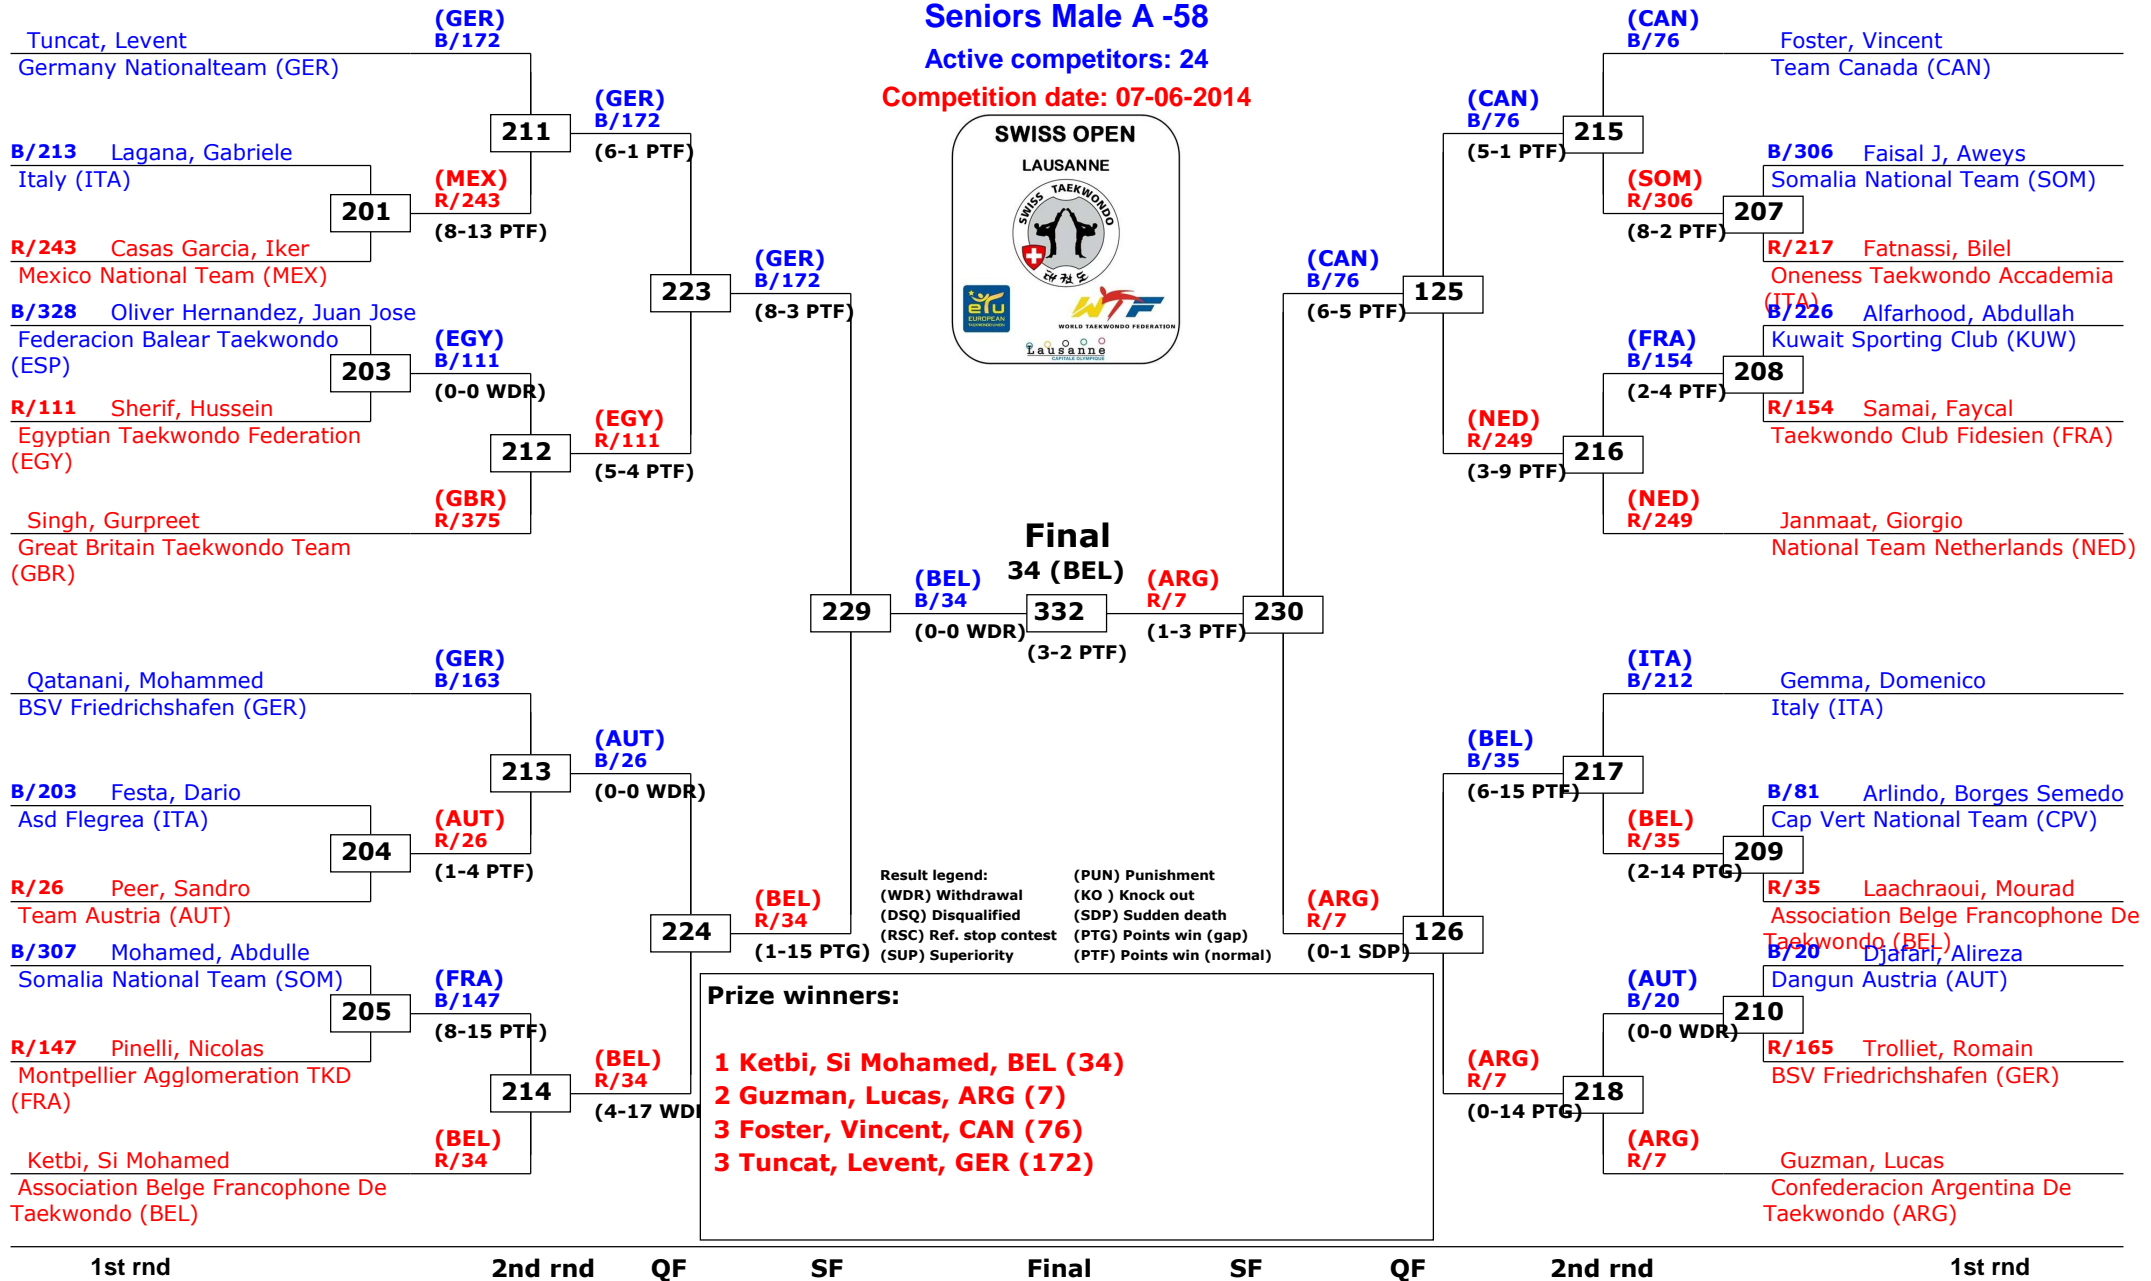 Seniors Male A -58
Active competitors: 24
Competition date: 07-06-2014
SWISS OPEN
LAUSANNE
SWISS TAEKWONDO
태권도
eTU
EUROPEAN
TAEKWONDO UNION
WTF
WORLD TAEKWONDO FEDERATION
Lausanne
CAPITALE OLYMPIQUE
(GER)
B/172
Tuncat, Levent
Germany Nationalteam (GER)
211
(GER)
B/172
(6-1 PTF)
B/213 Lagana, Gabriele
Italy (ITA)
201
(MEX)
R/243
(8-13 PTF)
R/243 Casas Garcia, Iker
Mexico National Team (MEX)
223
(GER)
B/172
(8-3 PTF)
B/328 Oliver Hernandez, Juan Jose
Federacion Balear Taekwondo
(ESP)
203
(EGY)
B/111
(0-0 WDR)
R/111 Sherif, Hussein
Egyptian Taekwondo Federation
(EGY)
212
(EGY)
R/111
(5-4 PTF)
(GBR)
R/375
Singh, Gurpreet
Great Britain Taekwondo Team
(GBR)
229
(BEL)
B/34
(0-0 WDR)
Final
34 (BEL)
332
(3-2 PTF)
(ARG)
R/7
(1-3 PTF)
230
(GER)
B/163
Qatanani, Mohammed
BSV Friedrichshafen (GER)
213
(AUT)
B/26
(0-0 WDR)
B/203 Festa, Dario
Asd Flegrea (ITA)
204
(AUT)
R/26
(1-4 PTF)
R/26 Peer, Sandro
Team Austria (AUT)
224
(BEL)
R/34
(1-15 PTG)
B/307 Mohamed, Abdulle
Somalia National Team (SOM)
205
(FRA)
B/147
(8-15 PTF)
R/147 Pinelli, Nicolas
Montpellier Agglomeration TKD
(FRA)
214
(BEL)
R/34
(4-17 WD
(BEL)
R/34
Ketbi, Si Mohamed
Association Belge Francophone De
Taekwondo (BEL)
(CAN)
B/76
Foster, Vincent
Team Canada (CAN)
215
(CAN)
B/76
(5-1 PTF)
B/306 Faisal J, Aweys
Somalia National Team (SOM)
207
(SOM)
R/306
(8-2 PTF)
R/217 Fatnassi, Bilel
Oneness Taekwondo Accademia
(ITA)
125
(CAN)
B/76
(6-5 PTF)
B/226 Alfarhood, Abdullah
Kuwait Sporting Club (KUW)
208
(FRA)
B/154
(2-4 PTF)
R/154 Samai, Faycal
Taekwondo Club Fidesien (FRA)
216
(NED)
R/249
(3-9 PTF)
(NED)
R/249
Janmaat, Giorgio
National Team Netherlands (NED)
(ITA)
B/212
Gemma, Domenico
Italy (ITA)
217
(BEL)
B/35
(6-15 PTF)
B/81 Arlindo, Borges Semedo
Cap Vert National Team (CPV)
209
(BEL)
R/35
(2-14 PTG)
R/35 Laachraoui, Mourad
Association Belge Francophone De
Taekwondo (BEL)
126
(ARG)
R/7
(0-1 SDP)
B/20 Djafari, Alireza
Dangun Austria (AUT)
210
(AUT)
B/20
(0-0 WDR)
R/165 Trolliet, Romain
BSV Friedrichshafen (GER)
218
(ARG)
R/7
(0-14 PTG)
(ARG)
R/7
Guzman, Lucas
Confederacion Argentina De
Taekwondo (ARG)
Result legend: (PUN) Punishment
(WDR) Withdrawal (KO ) Knock out
(DSQ) Disqualified (SDP) Sudden death
(RSC) Ref. stop contest (PTG) Points win (gap)
(SUP) Superiority (PTF) Points win (normal)
Prize winners:
1 Ketbi, Si Mohamed, BEL (34)
2 Guzman, Lucas, ARG (7)
3 Foster, Vincent, CAN (76)
3 Tuncat, Levent, GER (172)
1st rnd 2nd rnd QF SF Final SF QF 2nd rnd 1st rnd